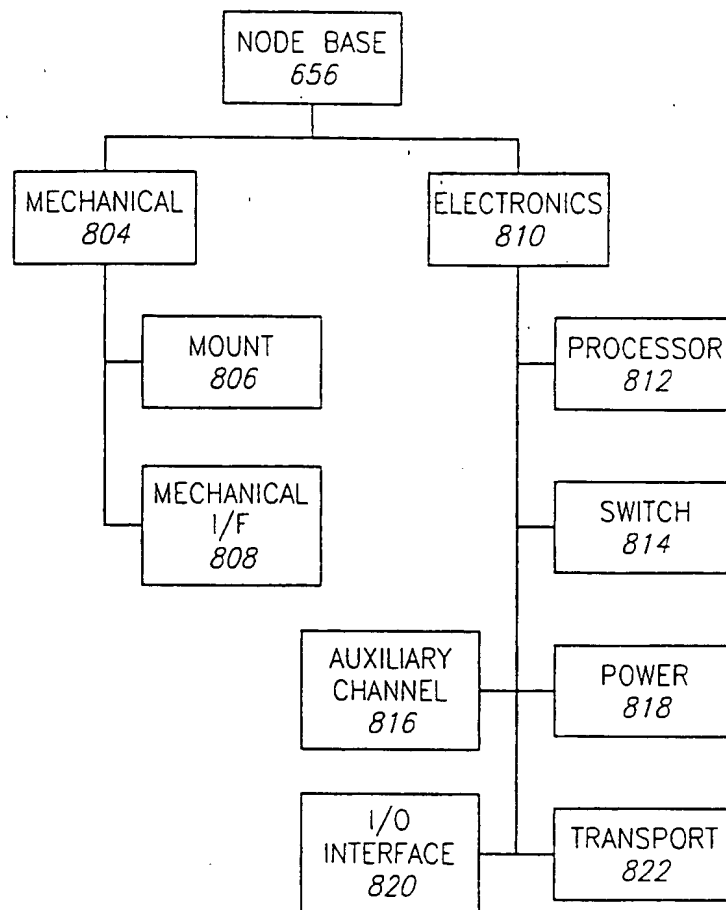 NODE BASE
656
MECHANICAL
804
ELECTRONICS
810
MOUNT
806
PROCESSOR
812
MECHANICAL
I/F
808
SWITCH
814
AUXILIARY
CHANNEL
816
POWER
818
I/O
INTERFACE
820
TRANSPORT
822